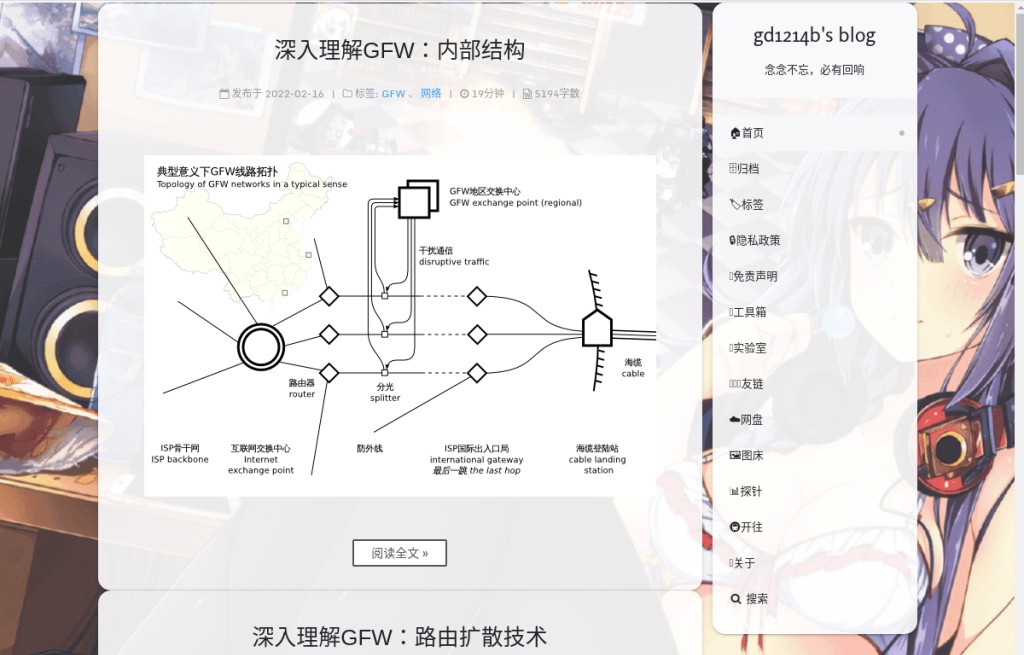 深入理解GFW：内部结构
发布于 2022-02-16 | 标签: GFW 、 网络 | 19分钟 | 5194字数
典型意义下GFW线路拓扑
Topology of GFW networks in a typical sense
GFW地区交换中心
GFW exchange point (regional)
干扰通信
disruptive traffic
路由器
router
分光
splitter
海缆
cable
ISP骨干网
ISP backbone
互联网交换中心
Internet
exchange point
防外线
ISP国际出入口局
international gateway
最后一跳 the last hop
海缆登陆站
cable landing
station
阅读全文 »
深入理解GFW：路由扩散技术
gd1214b's blog
念念不忘，必有回响
首页
归档
标签
隐私政策
免责声明
工具箱
实验室
友链
网盘
图床
探针
开往
关于
搜索